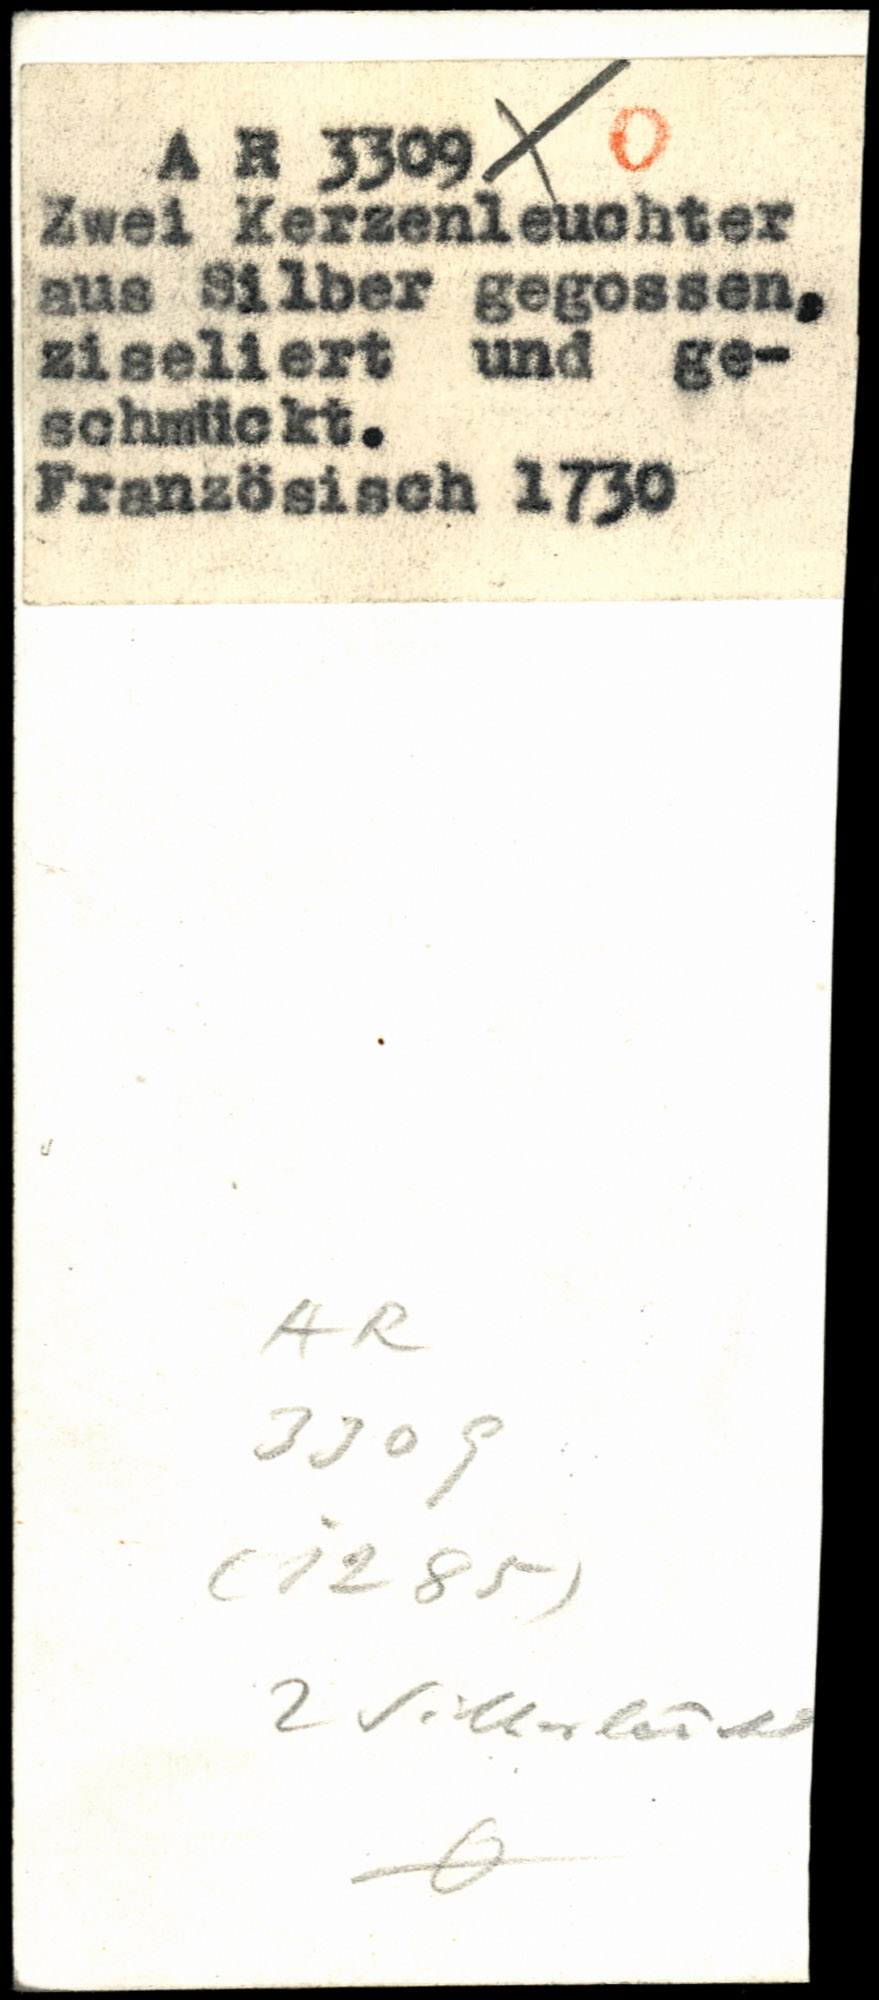 A R 3309 X O
Zwei Kerzenleuchter
aus Silber gegossen.
ziseliert und ge-
schmückt.
Französisch 1730
AR
3309
(1285)
2